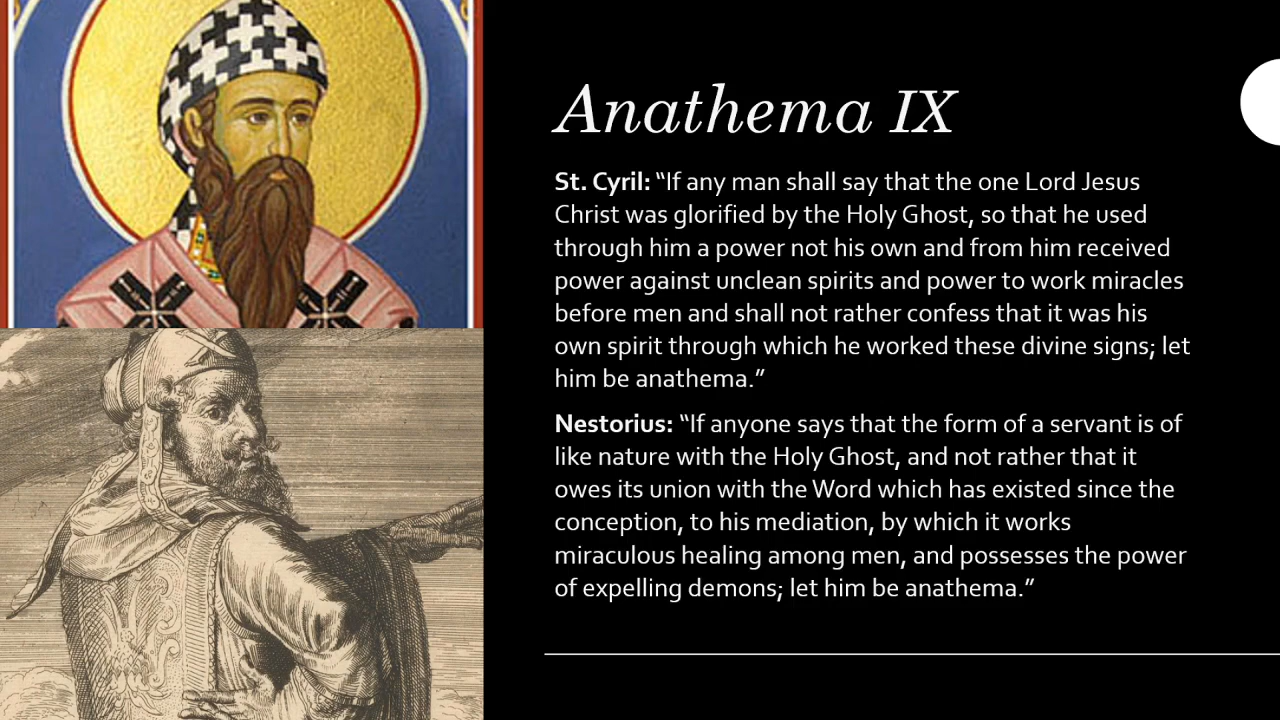 Anathema IX
St. Cyril: “If any man shall say that the one Lord Jesus
Christ was glorified by the Holy Ghost, so that he used
through him a power not his own and from him received
power against unclean spirits and power to work miracles
before men and shall not rather confess that it was his
own spirit through which he worked these divine signs; let
him be anathema.”
Nestorius: “If anyone says that the form of a servant is of
like nature with the Holy Ghost, and not rather that it
owes its union with the Word which has existed since the
conception, to his mediation, by which it works
miraculous healing among men, and possesses the power
of expelling demons; let him be anathema.”